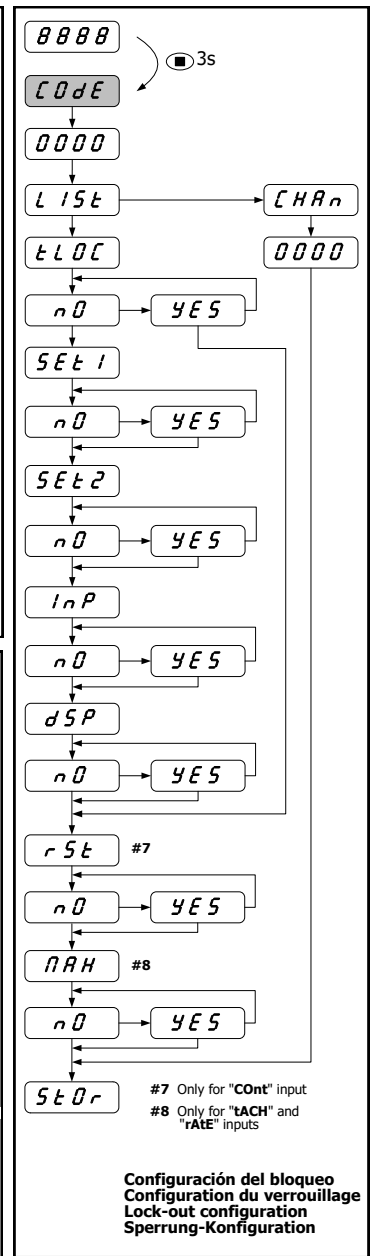 8888
3s
COdE
0000
LISt
CHAn
tLOC
0000
nO
YES
SEt1
nO
YES
SEt2
nO
YES
InP
nO
YES
dSP
nO
YES
rSt
#7
nO
YES
MAX
#8
nO
YES
StOr
#7 Only for "COnt" input
#8 Only for "tACH" and
"rAtE" inputs
Configuración del bloqueo
Configuration du verrouillage
Lock-out configuration
Sperrung-Konfiguration